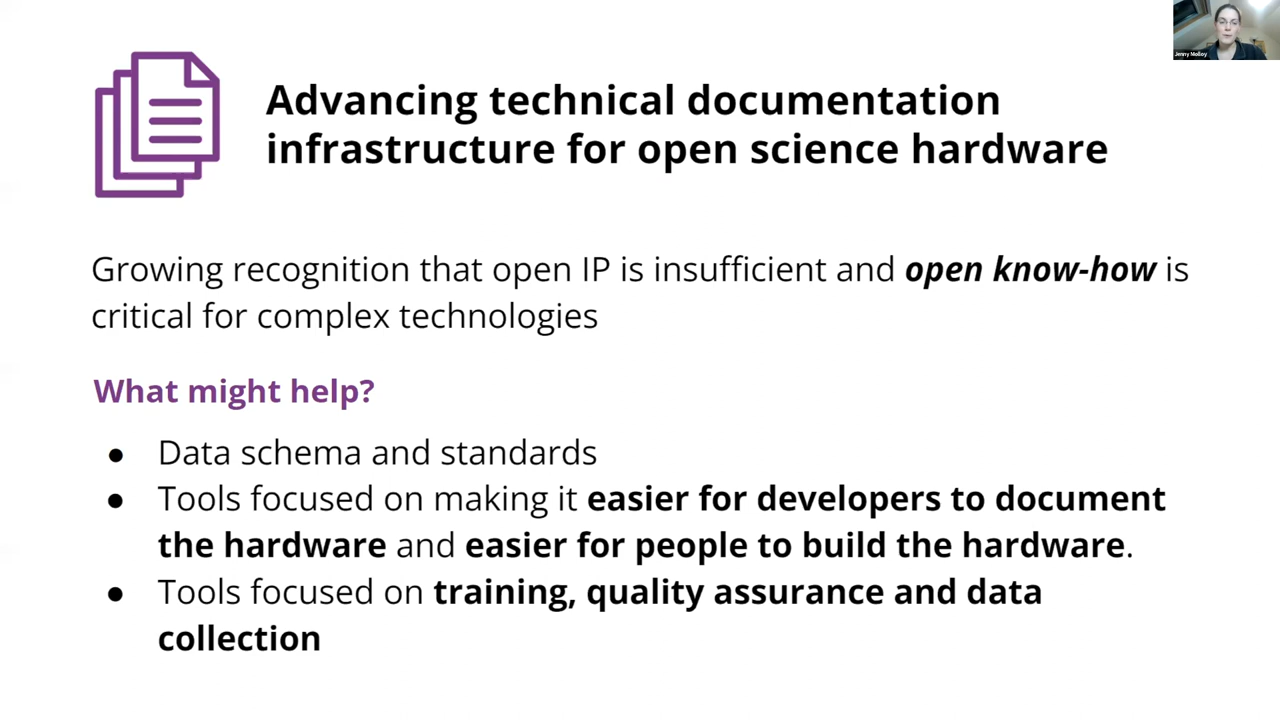 Jenny Molloy
Advancing technical documentation
infrastructure for open science hardware
Growing recognition that open IP is insufficient and open know-how is
critical for complex technologies
What might help?
● Data schema and standards
● Tools focused on making it easier for developers to document
the hardware and easier for people to build the hardware.
● Tools focused on training, quality assurance and data
collection